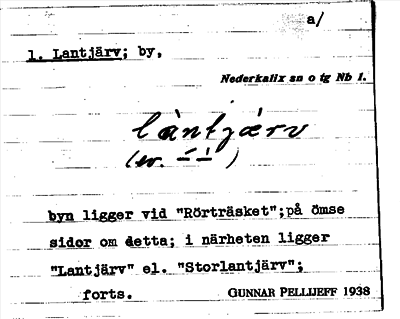 a/
1. Lantjärv; by,
Nederkalix sn o tg Nb 1.
làntjærv
byn ligger vid "Rörträsket"; på ömse
sidor om detta; i närheten ligger
"Lantjärv" el. "Storlantjärv";
forts. GUNNAR PELLIJEFF 1938